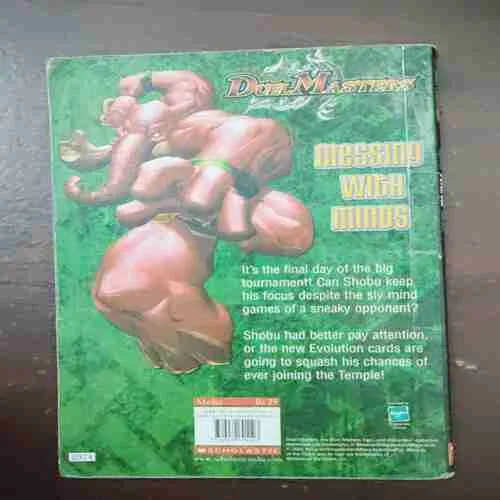 DUEL MASTERS
messing
with
minds
It's the final day of the big
tournament! Can Shobu keep
his focus despite the sly mind
games of a sneaky opponent?
Shobu had better pay attention,
or the new Evolution cards are
going to squash his chances of
ever joining the Temple!
SCHOLASTIC